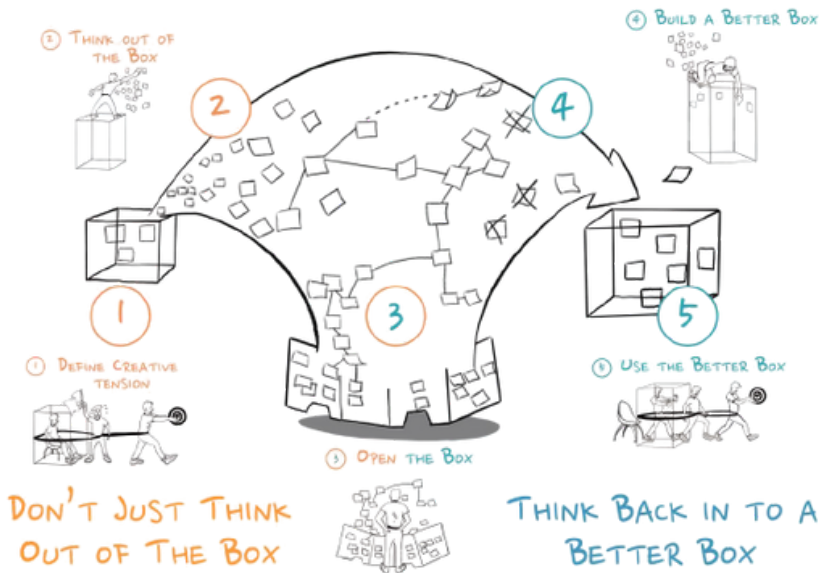 ② THINK OUT OF
THE BOX
④ BUILD A BETTER BOX
2
4
1
3
5
① DEFINE CREATIVE
TENSION
⑤ USE THE BETTER BOX
③ OPEN THE BOX
DON'T JUST THINK
OUT OF THE BOX
THINK BACK IN TO A
BETTER BOX